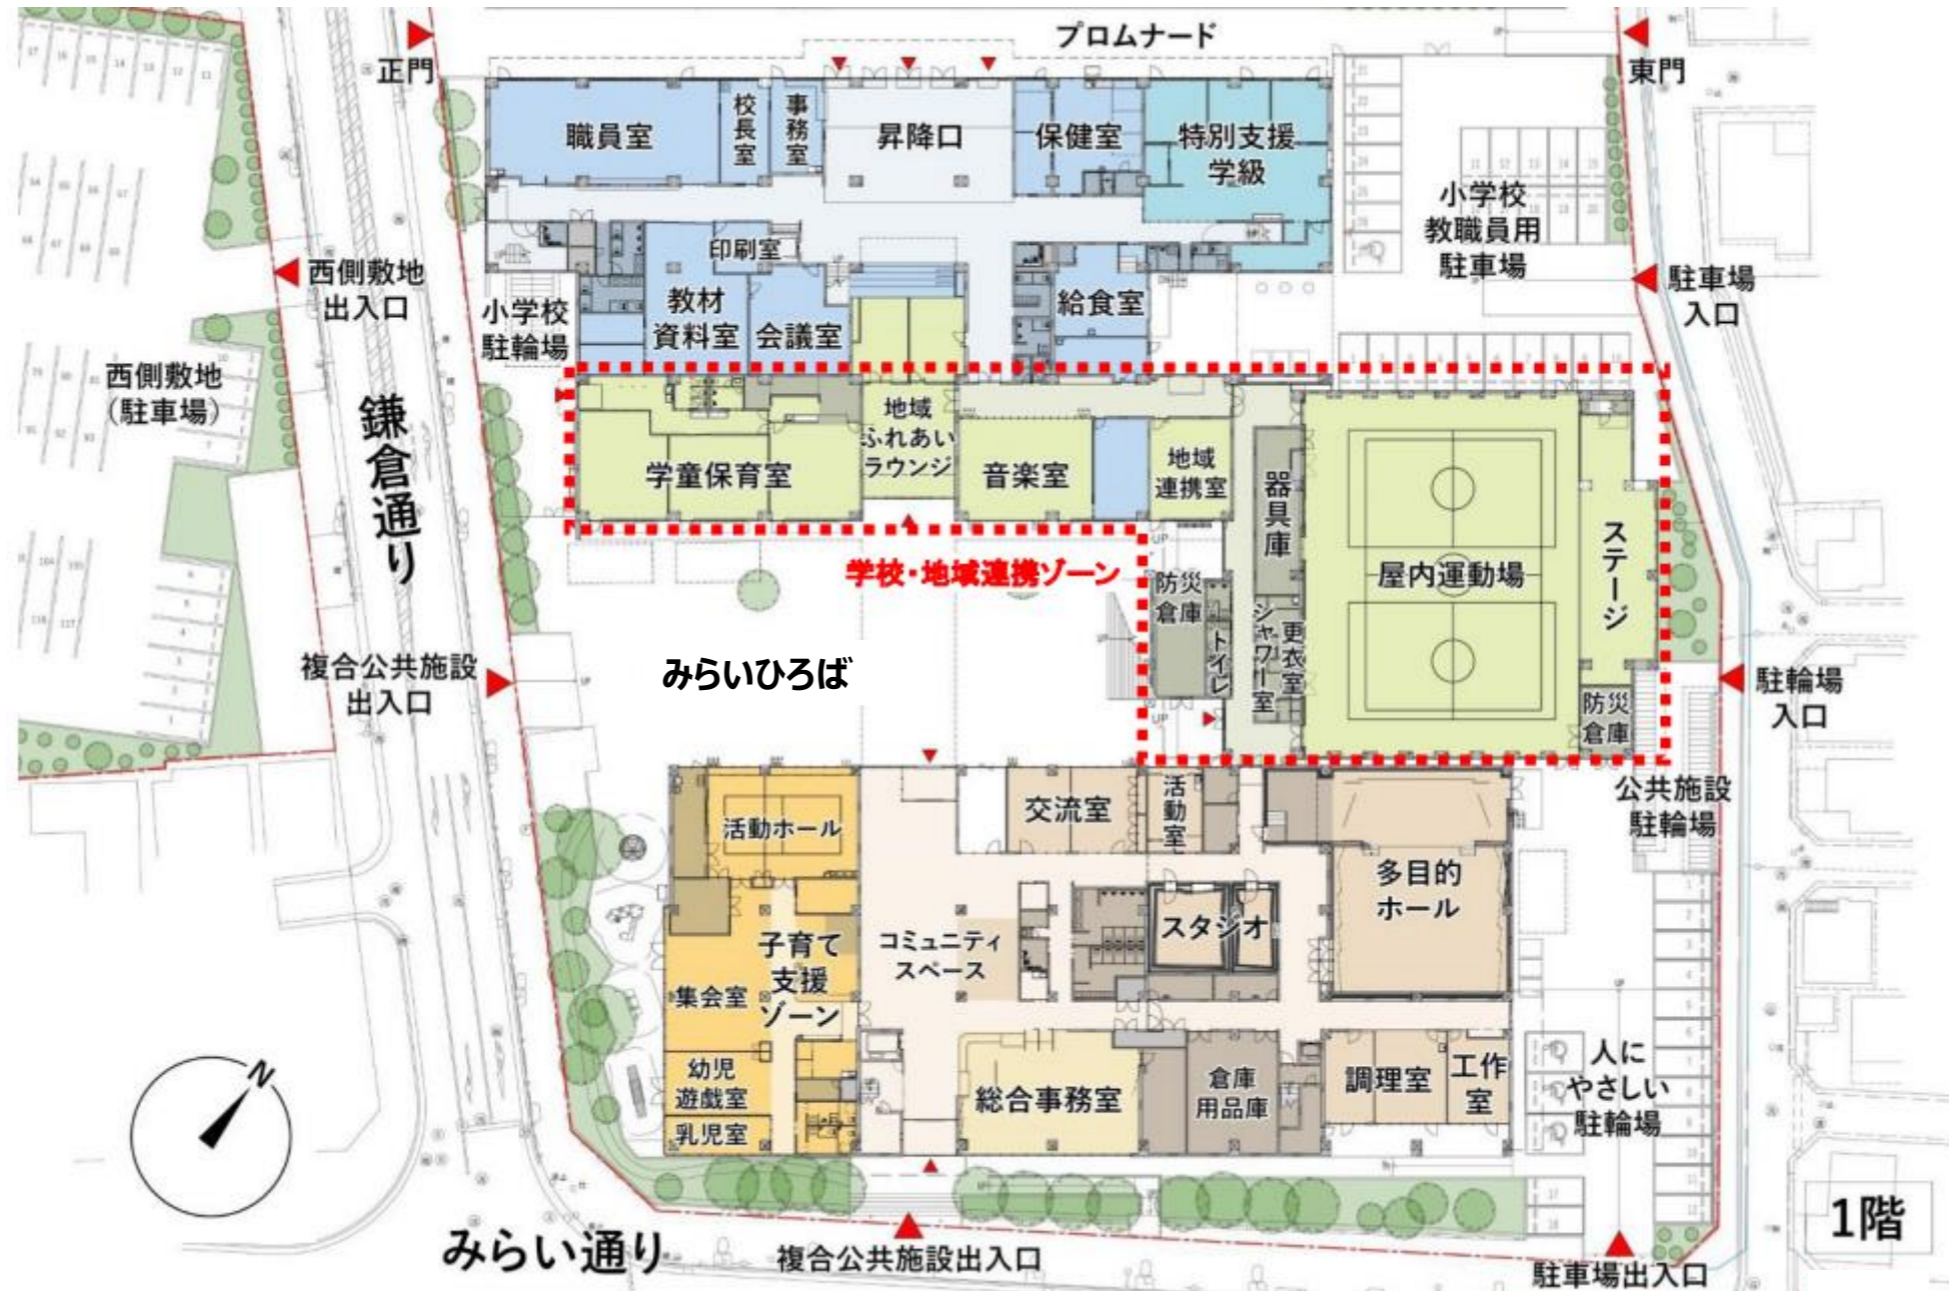 プロムナード
正門
東門
職員室
校長室
事務室
昇降口
保健室
特別支援
学級
小学校
教職員用
駐車場
印刷室
西側敷地
出入口
小学校
駐輪場
教材
資料室
会議室
給食室
駐車場
入口
西側敷地
(駐車場)
鎌倉通り
地域
ふれあい
ラウンジ
学童保育室
音楽室
地域
連携室
器具庫
屋内運動場
ステージ
学校・地域連携ゾーン
防災
倉庫
トイレ
シャワー室
更衣室
複合公共施設
出入口
みらいひろば
防災
倉庫
駐輪場
入口
公共施設
駐輪場
活動ホール
交流室
活動室
多目的
ホール
スタジオ
コミュニティ
スペース
子育て
支援
ゾーン
集会室
幼児
遊戯室
乳児室
総合事務室
倉庫
用品庫
調理室
工作室
人に
やさしい
駐輪場
N
みらい通り
複合公共施設出入口
駐車場出入口
1階